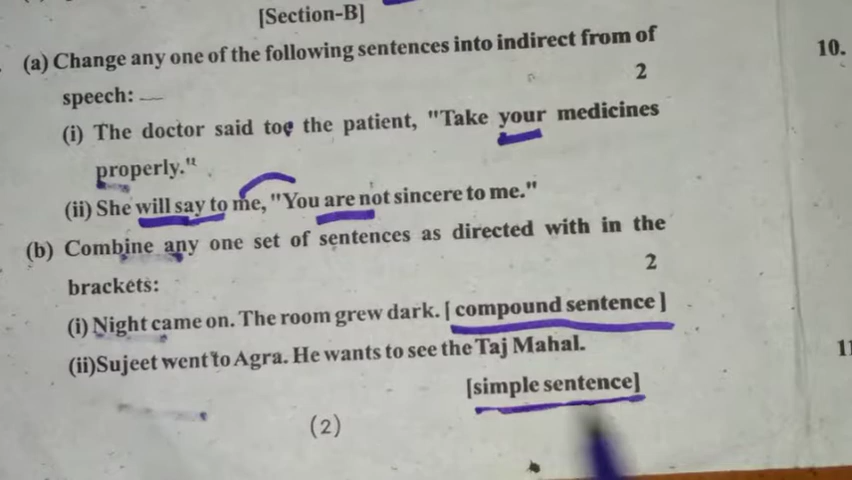 [Section-B]
(a) Change any one of the following sentences into indirect from of
speech: 2
(i) The doctor said to the patient, "Take your medicines
properly."
(ii) She will say to me, "You are not sincere to me."
(b) Combine any one set of sentences as directed with in the
brackets: 2
(i) Night came on. The room grew dark. [ compound sentence ]
(ii)Sujeet went to Agra. He wants to see the Taj Mahal.
[simple sentence]
(2)
10.